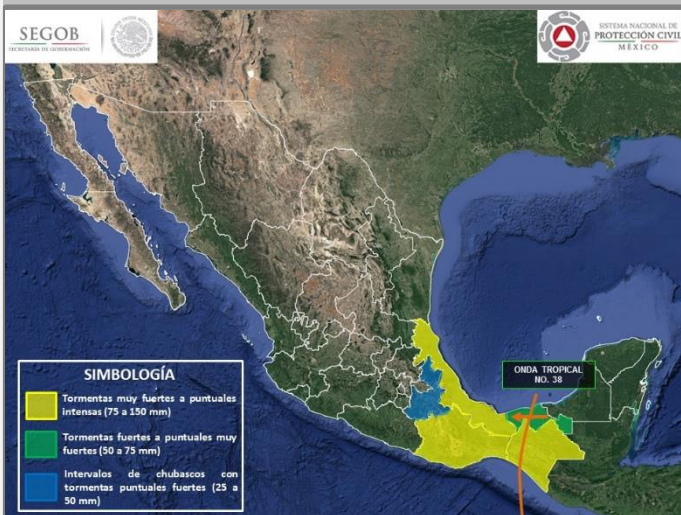 SEGOB
SECRETARÍA DE GOBERNACIÓN
SISTEMA NACIONAL DE
PROTECCIÓN CIVIL
MÉXICO
ONDA TROPICAL
NO. 38
SIMBOLOGÍA
Tormentas muy fuertes a puntuales
intensas (75 a 150 mm)
Tormentas fuertes a puntuales muy
fuertes (50 a 75 mm)
Intervalos de chubascos con
tormentas puntuales fuertes (25 a
50 mm)